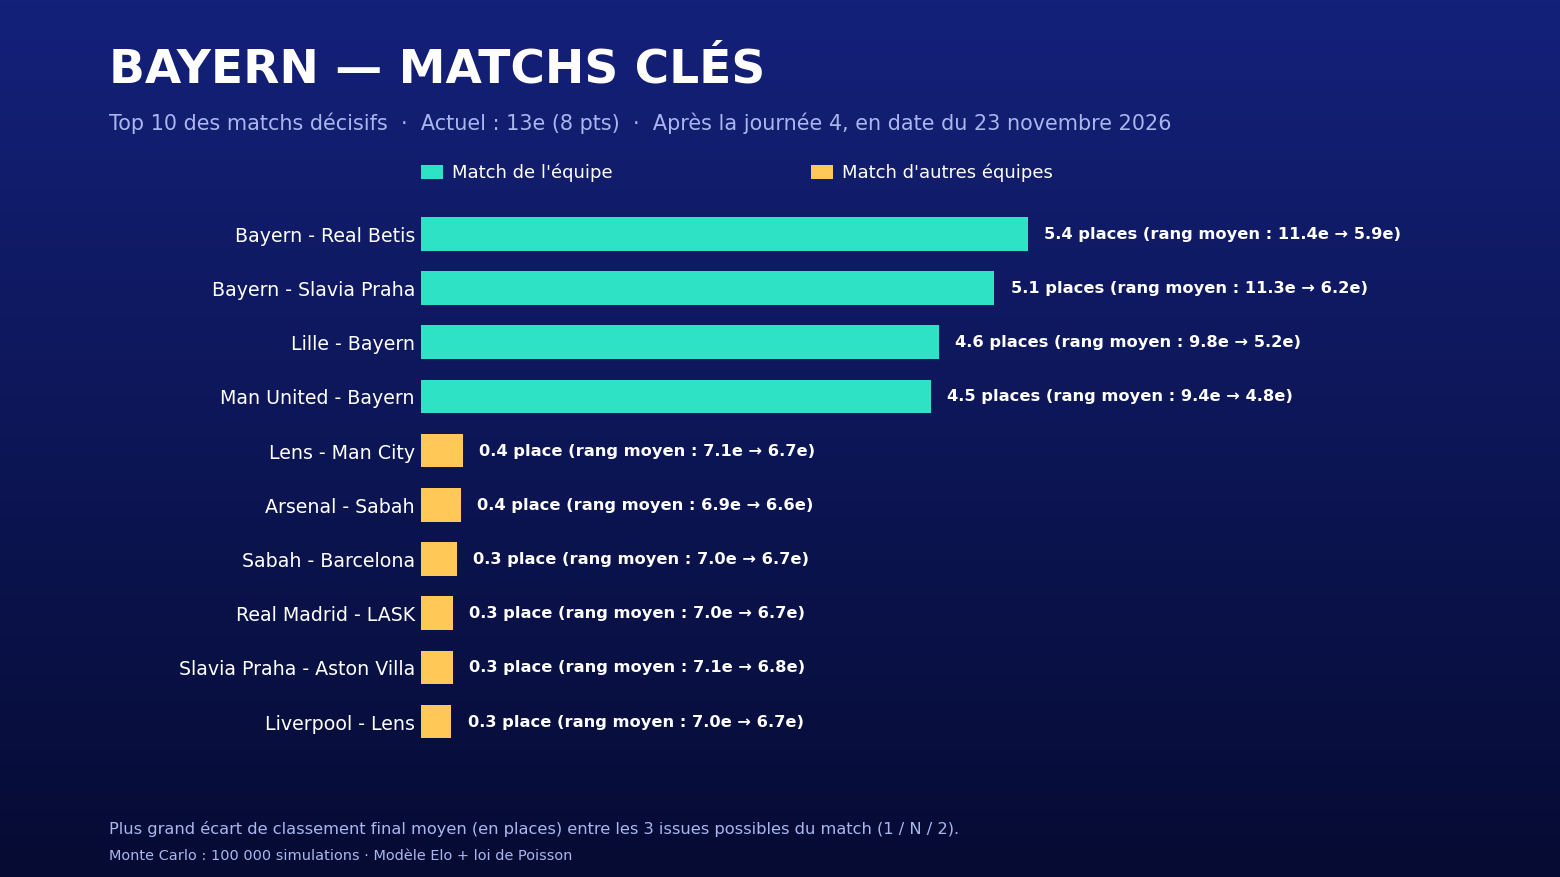 BAYERN — MATCHS CLÉS
Top 10 des matchs décisifs · Actuel : 13e (8 pts) · Après la journée 4, en date du 23 novembre 2026
Match de l'équipe
Match d'autres équipes
Bayern - Real Betis 5.4 places (rang moyen : 11.4e → 5.9e)
Bayern - Slavia Praha 5.1 places (rang moyen : 11.3e → 6.2e)
Lille - Bayern 4.6 places (rang moyen : 9.8e → 5.2e)
Man United - Bayern 4.5 places (rang moyen : 9.4e → 4.8e)
Lens - Man City 0.4 place (rang moyen : 7.1e → 6.7e)
Arsenal - Sabah 0.4 place (rang moyen : 6.9e → 6.6e)
Sabah - Barcelona 0.3 place (rang moyen : 7.0e → 6.7e)
Real Madrid - LASK 0.3 place (rang moyen : 7.0e → 6.7e)
Slavia Praha - Aston Villa 0.3 place (rang moyen : 7.1e → 6.8e)
Liverpool - Lens 0.3 place (rang moyen : 7.0e → 6.7e)
Plus grand écart de classement final moyen (en places) entre les 3 issues possibles du match (1 / N / 2).
Monte Carlo : 100 000 simulations · Modèle Elo + loi de Poisson